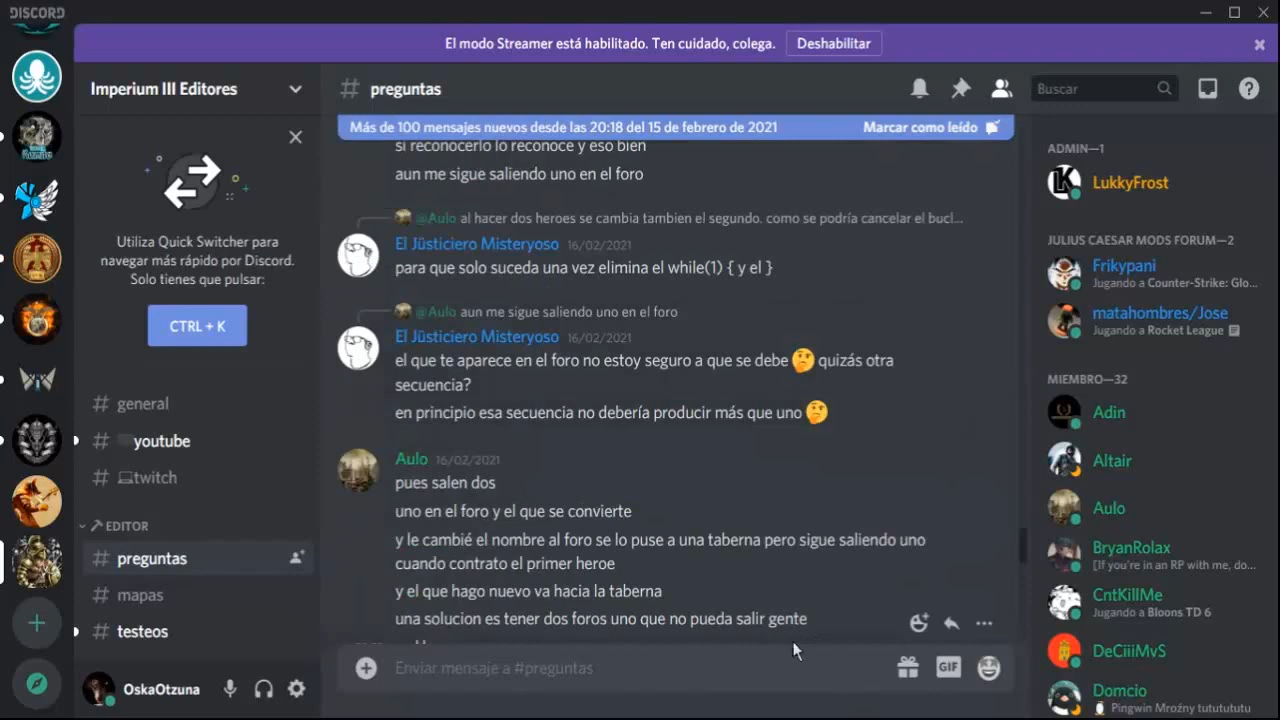 DISCORD
El modo Streamer está habilitado. Ten cuidado, colega.
Deshabilitar
Imperium III Editores
Utiliza Quick Switcher para
navegar más rápido por Discord.
Solo tienes que pulsar:
CTRL + K
# general
# youtube
# twitch
EDITOR
# preguntas
# mapas
# testeos
OskaOtzuna
# preguntas
Buscar
Más de 100 mensajes nuevos desde las 20:18 del 15 de febrero de 2021
Marcar como leído
si reconocerlo lo reconoce y eso bien
aun me sigue saliendo uno en el foro
@Aulo al hacer dos heroes se cambia tambien el segundo. como se podría cancelar el bucl...
El Jüsticiero Misteryoso 16/02/2021
para que solo suceda una vez elimina el while(1) { y el }
@Aulo aun me sigue saliendo uno en el foro
El Jüsticiero Misteryoso 16/02/2021
el que te aparece en el foro no estoy seguro a que se debe 🤔 quizás otra
secuencia?
en principio esa secuencia no debería producir más que uno 🤔
Aulo 16/02/2021
pues salen dos
uno en el foro y el que se convierte
y le cambié el nombre al foro se lo puse a una taberna pero sigue saliendo uno
cuando contrato el primer heroe
y el que hago nuevo va hacia la taberna
una solucion es tener dos foros uno que no pueda salir gente
Enviar mensaje a #preguntas
GIF
ADMIN—1
LukkyFrost
JULIUS CAESAR MODS FORUM—2
Frikypani
Jugando a Counter-Strike: Glo...
matahombres/Jose
Jugando a Rocket League
MIEMBRO—32
Adin
Altair
Aulo
BryanRolax
[If you're in an RP with me, do...
CntKillMe
Jugando a Bloons TD 6
DeCiiiMvS
Domcio
Pingwin Mroźny tutututututu